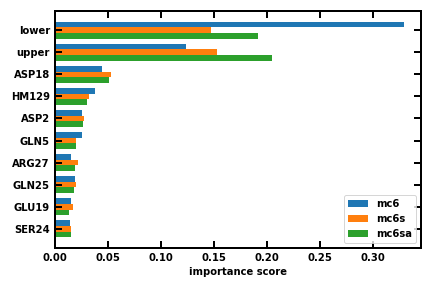 lower
upper
ASP18
HM129
ASP2
GLN5
ARG27
GLN25
GLU19
SER24
mc6
mc6s
mc6sa
0.00 0.05 0.10 0.15 0.20 0.25 0.30
importance score